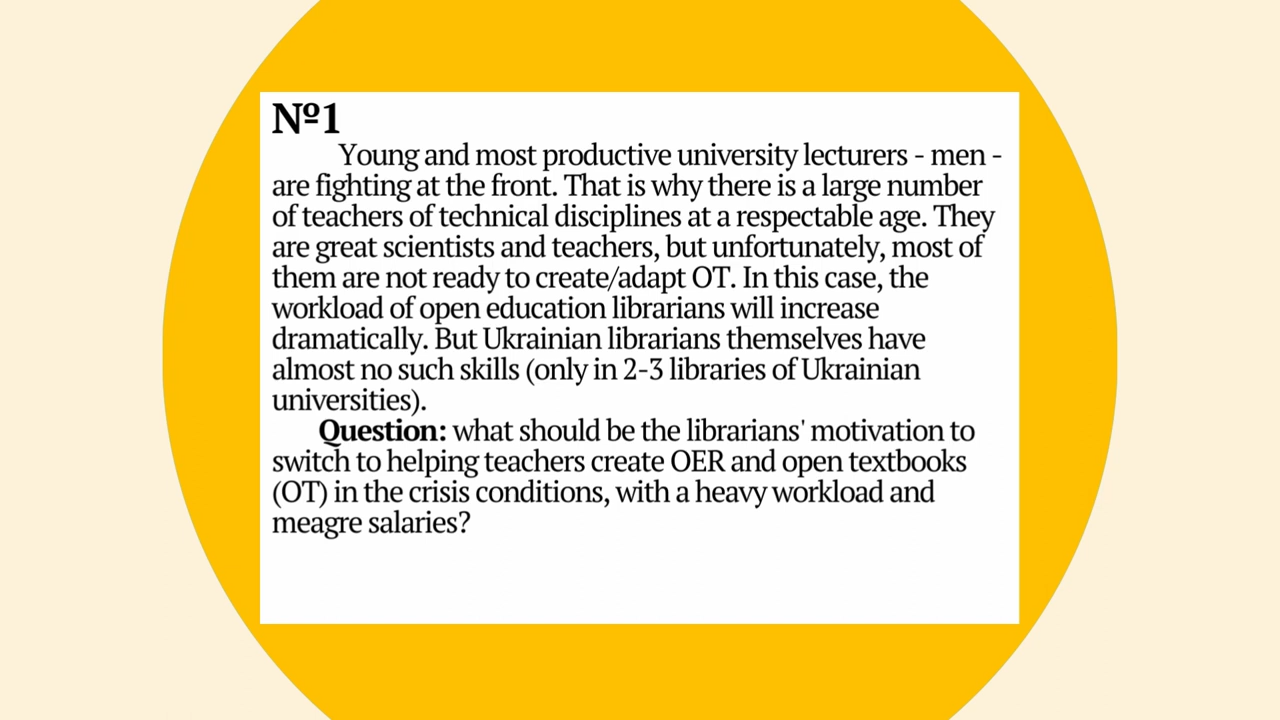 Nº1
Young and most productive university lecturers - men -
are fighting at the front. That is why there is a large number
of teachers of technical disciplines at a respectable age. They
are great scientists and teachers, but unfortunately, most of
them are not ready to create/adapt OT. In this case, the
workload of open education librarians will increase
dramatically. But Ukrainian librarians themselves have
almost no such skills (only in 2-3 libraries of Ukrainian
universities).
Question: what should be the librarians' motivation to
switch to helping teachers create OER and open textbooks
(OT) in the crisis conditions, with a heavy workload and
meagre salaries?